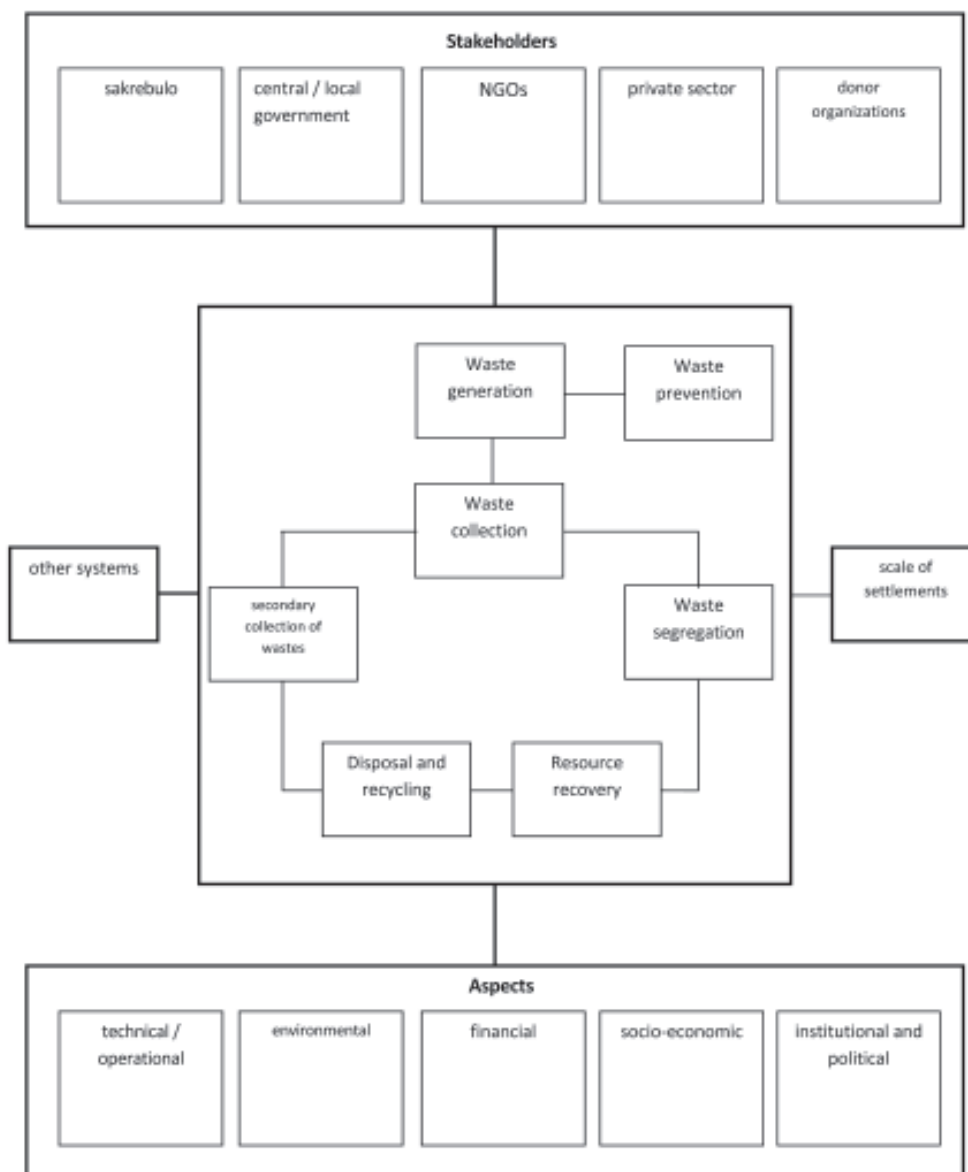 Stakeholders
sakrebulo
central / local
government
NGOs
private sector
donor
organizations
Waste
generation
Waste
prevention
Waste
collection
other systems
scale of
settlements
secondary
collection of
wastes
Waste
segregation
Disposal and
recycling
Resource
recovery
Aspects
technical /
operational
environmental
financial
socio-economic
institutional and
political